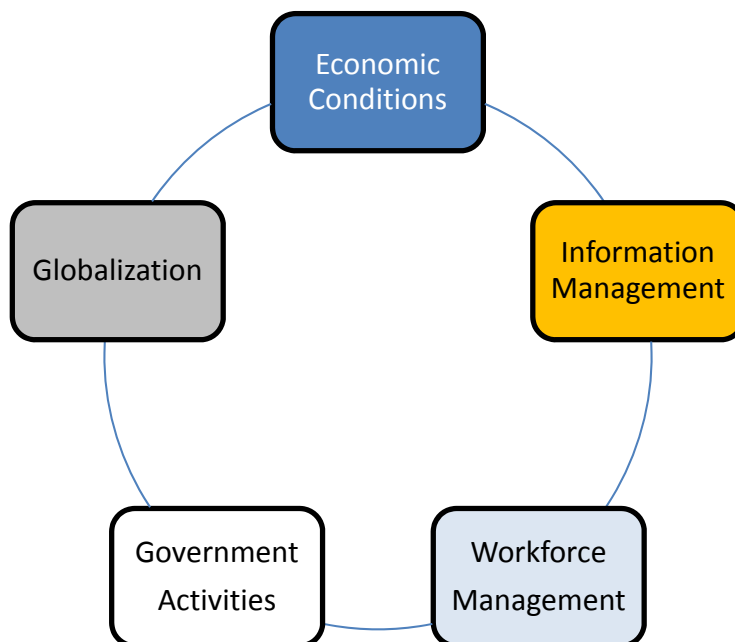 Economic
Conditions
Information
Management
Workforce
Management
Government
Activities
Globalization